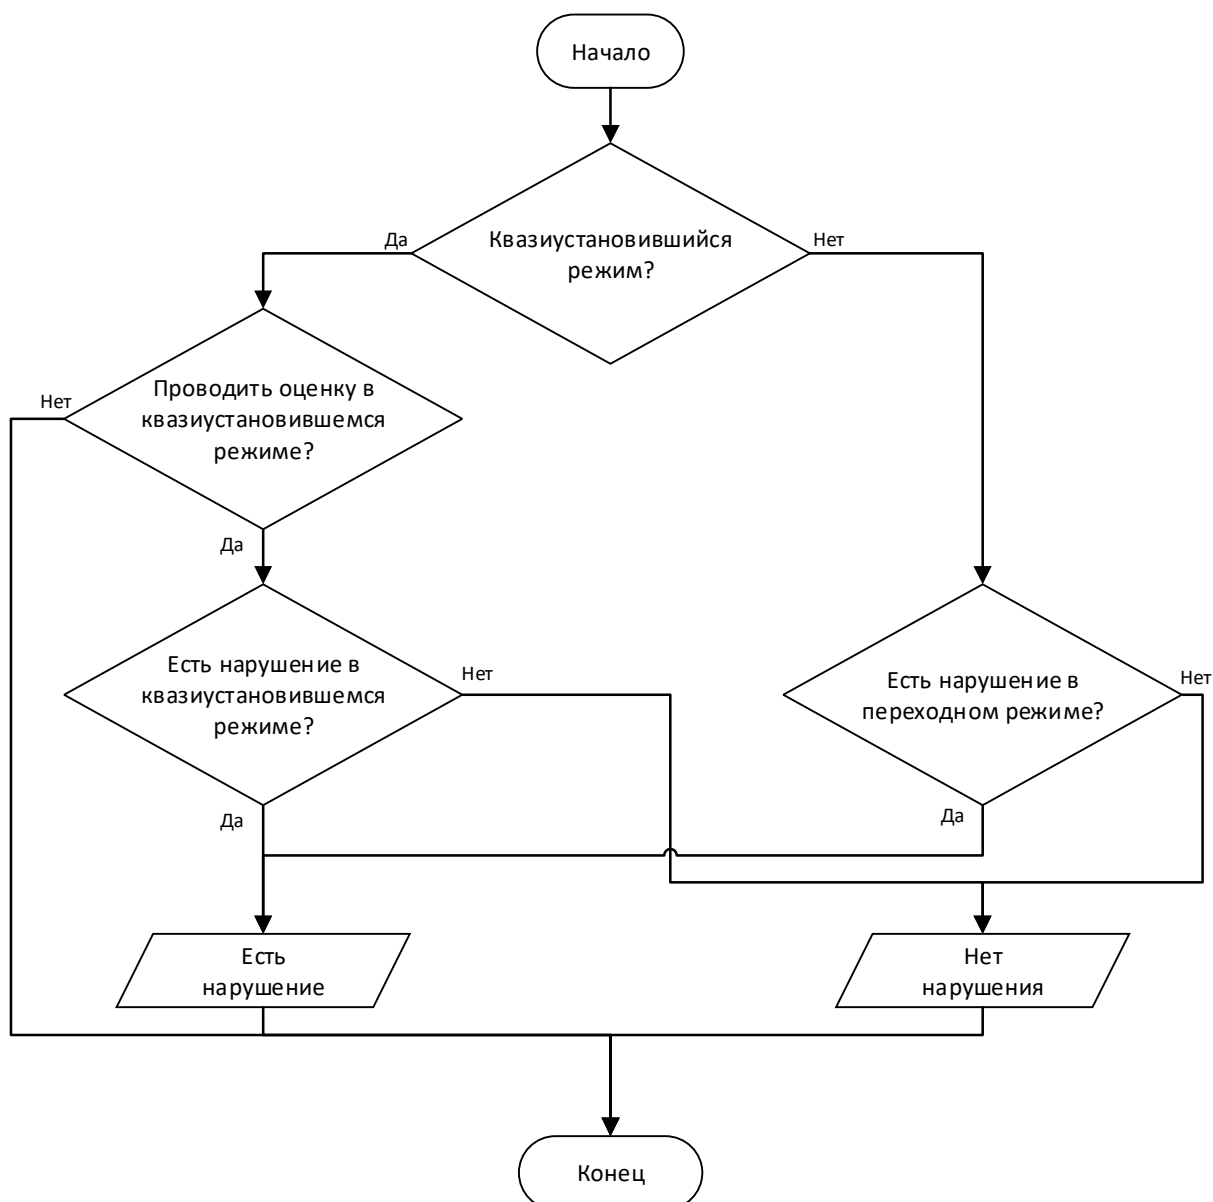 Начало
Да
Квазиустановившийся
режим?
Нет
Нет
Проводить оценку в
квазиустановившемся
режиме?
Да
Есть нарушение в
квазиустановившемся
режиме?
Нет
Есть нарушение в
переходном режиме?
Нет
Да
Да
Есть
нарушение
Нет
нарушения
Конец